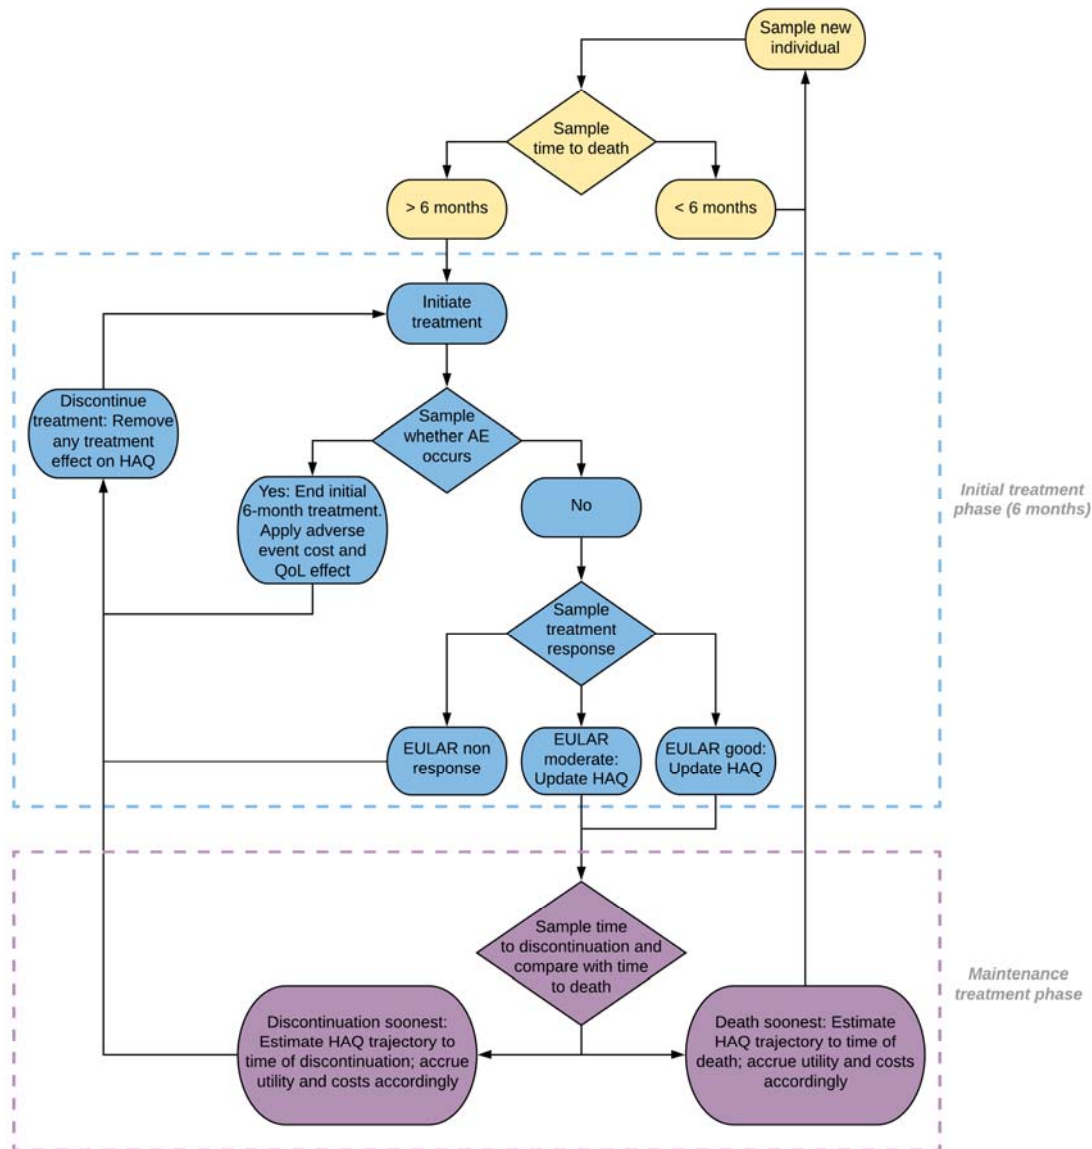 Sample new
individual
Sample
time to death
> 6 months
< 6 months
Initiate
treatment
Discontinue
treatment: Remove
any treatment
effect on HAQ
Sample
whether AE
occurs
Yes: End initial
6-month treatment.
Apply adverse
event cost and
QoL effect
No
Initial treatment
phase (6 months)
Sample
treatment
response
EULAR non
response
EULAR
moderate:
Update HAQ
EULAR good:
Update HAQ
Sample time
to discontinuation and
compare with time
to death
Maintenance
treatment phase
Discontinuation soonest:
Estimate HAQ trajectory to
time of discontinuation; accrue
utility and costs accordingly
Death soonest: Estimate
HAQ trajectory to time of
death; accrue utility and costs
accordingly